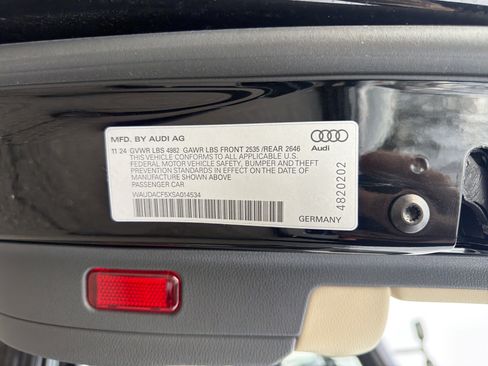 MFD. BY AUDI AG
Audi
11 24 GVWR LBS 4982 GAWR LBS FRONT 2535 /REAR 2646
THIS VEHICLE CONFORMS TO ALL APPLICABLE U.S.
FEDERAL MOTOR VEHICLE SAFETY, BUMPER AND THEFT
PREVENTION STANDARDS IN EFFECT ON THE DATE OF
MANUFACTURE SHOWN ABOVE
PASSENGER CAR
WAUDACF5XSA014534
GERMANY
4820202